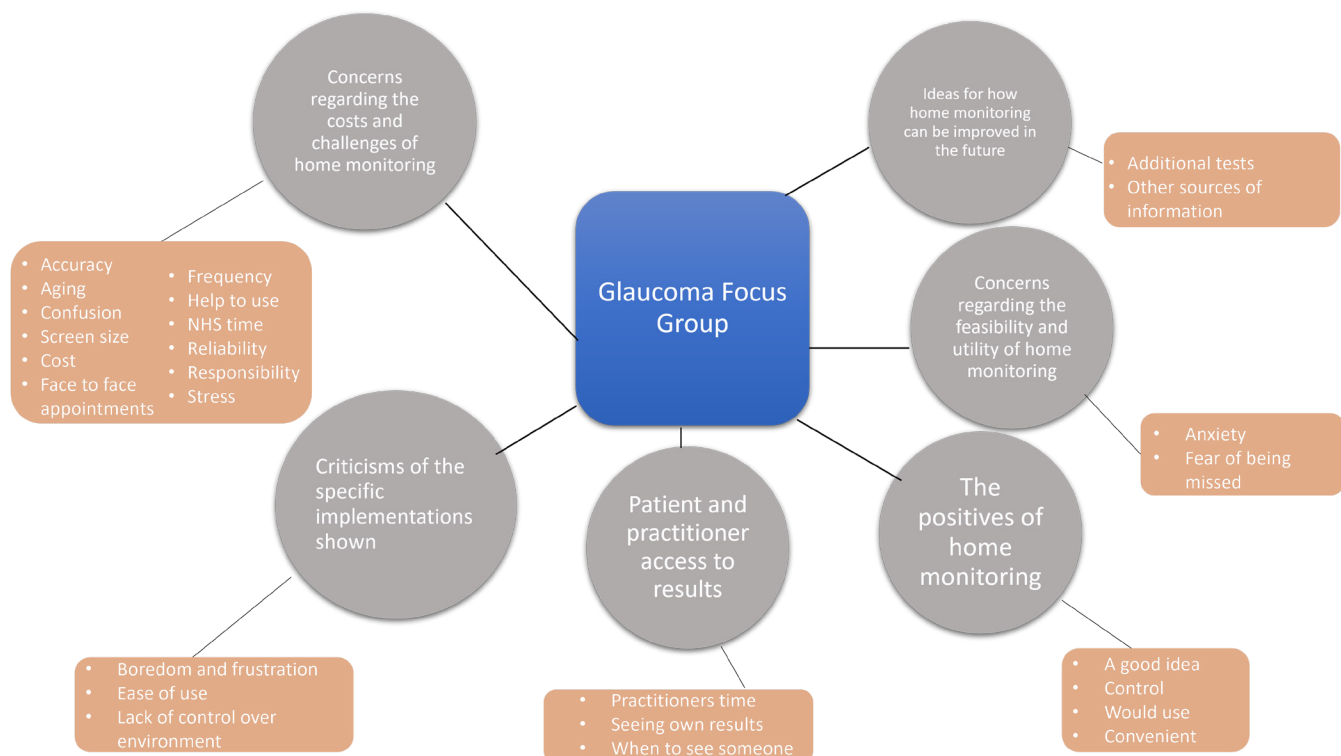 Glaucoma Focus
Group
Concerns
regarding the
costs and
challenges of
home monitoring
• Accuracy
• Aging
• Confusion
• Screen size
• Cost
• Face to face
appointments
• Frequency
• Help to use
• NHS time
• Reliability
• Responsibility
• Stress
Ideas for how
home monitoring
can be improved in
the future
• Additional tests
• Other sources of
information
Concerns
regarding the
feasibility and
utility of home
monitoring
• Anxiety
• Fear of being
missed
The
positives of
home
monitoring
• A good idea
• Control
• Would use
• Convenient
Patient and
practitioner
access to
results
• Practitioners time
• Seeing own results
• When to see someone
Criticisms of the
specific
implementations
shown
• Boredom and frustration
• Ease of use
• Lack of control over
environment